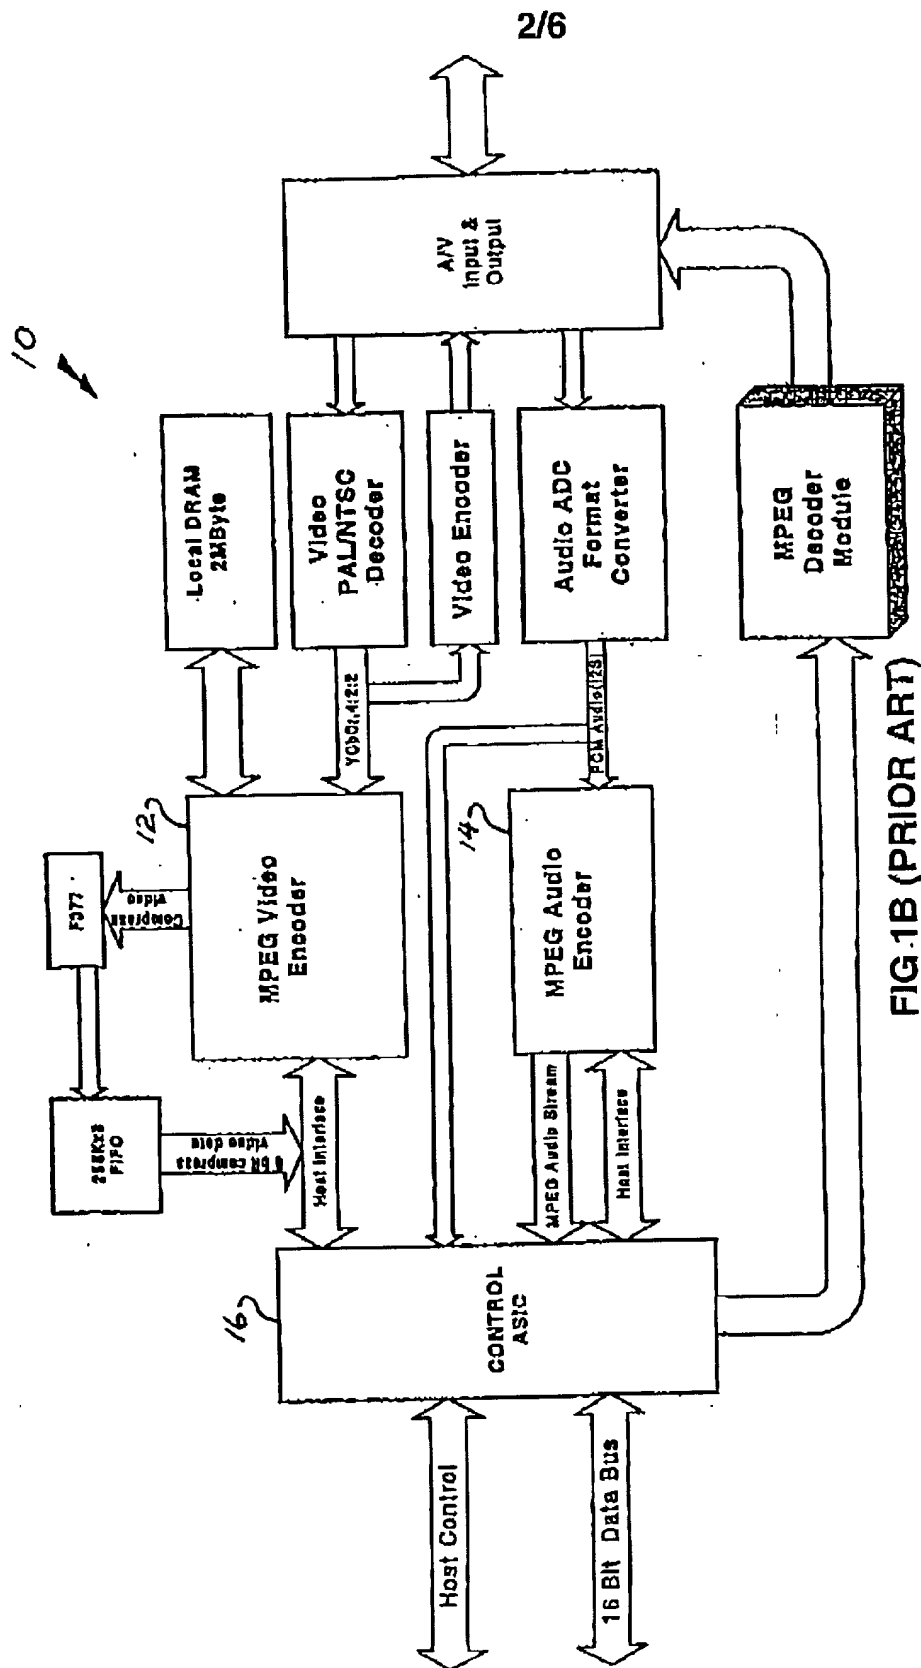 2/6
10
A/V
Input &
Output
Local DRAM
2MByte
Video
PAL/NTSC
Decoder
Video Encoder
Audio ADC
Format
Converter
MPEG
Decoder
Module
YCbCr,4:2:2
PCM Audio(I2S)
12
MPEG Video
Encoder
14
MPEG Audio
Encoder
F377
Compress
video
256Kx8
FIFO
8 bit compress
video data
Host Interface
MPEG Audio Stream
Host Interface
16
CONTROL
ASIC
Host Control
16 Bit Data Bus
FIG.1B (PRIOR ART)